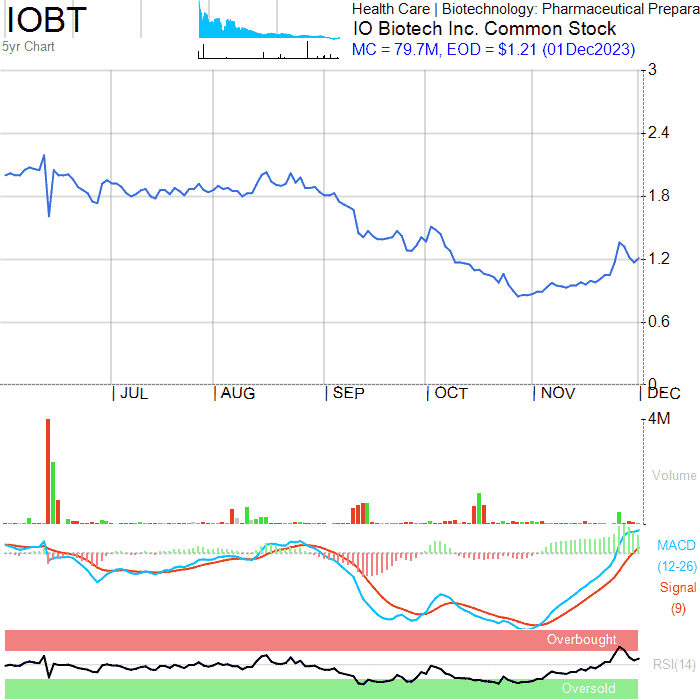 IOBT
5yr Chart
Health Care | Biotechnology: Pharmaceutical Prepara
IO Biotech Inc. Common Stock
MC = 79.7M, EOD = $1.21 (01Dec2023)
3
2.4
1.8
1.2
0.6
0
JUL AUG SEP OCT NOV DEC
4M
Volume
MACD
(12-26)
Signal
(9)
Overbought
RSI(14)
Oversold